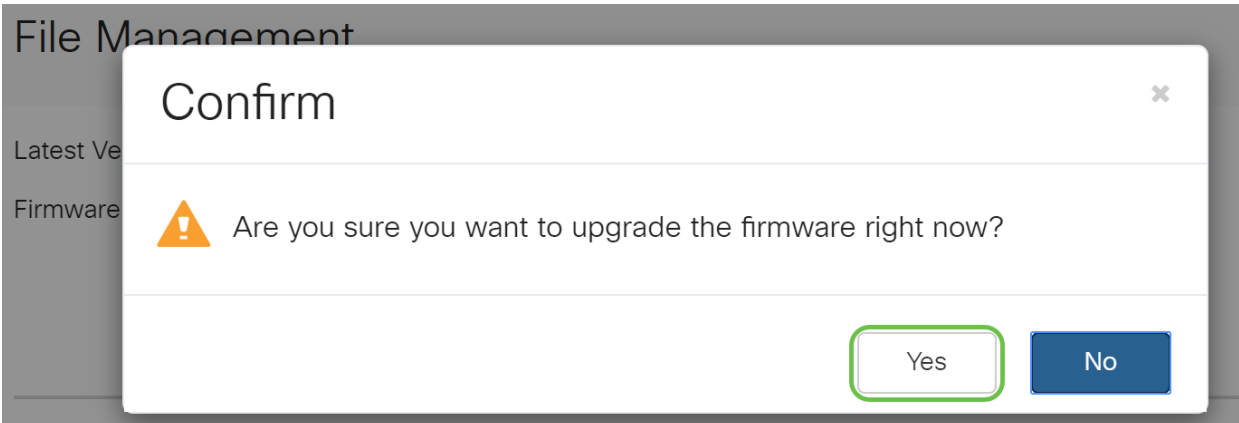 File Management
Confirm
Latest Ve
Firmware
Are you sure you want to upgrade the firmware right now?
Yes No